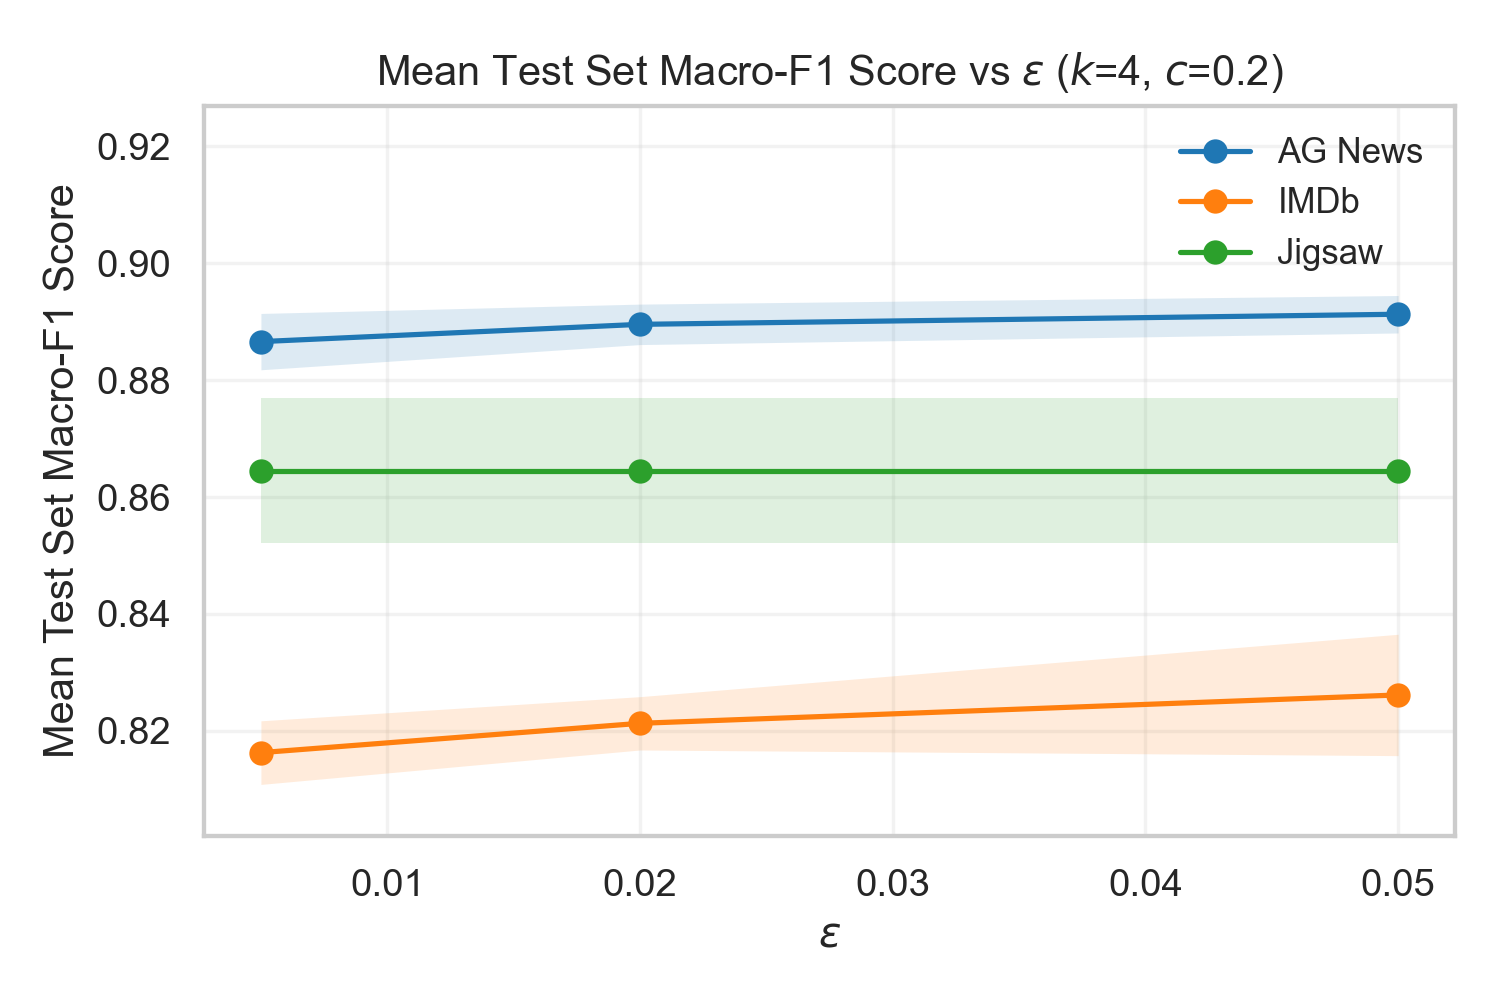 Mean Test Set Macro-F1 Score vs ε (k=4, c=0.2)
Mean Test Set Macro-F1 Score
0.92
0.90
0.88
0.86
0.84
0.82
AG News
IMDb
Jigsaw
0.01 0.02 0.03 0.04 0.05
ε